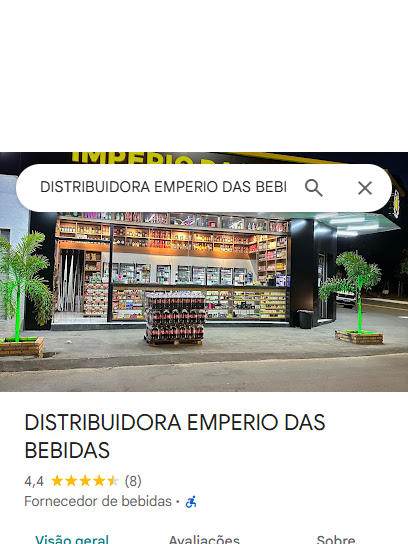 IMPERIO DA
DISTRIBUIDORA EMPERIO DAS BEBI
DISTRIBUIDORA EMPERIO DAS
BEBIDAS
4,4 (8)
Fornecedor de bebidas ·
Visão geral Avaliações Sobre